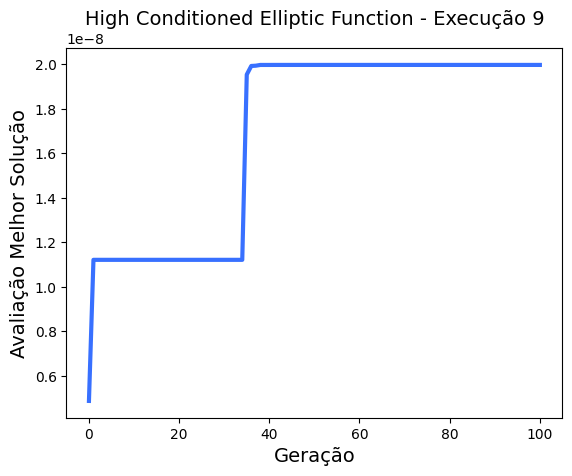 High Conditioned Elliptic Function - Execução 9
1e−8
2.0
1.8
1.6
1.4
1.2
1.0
0.8
0.6
Avaliação Melhor Solução
0 20 40 60 80 100
Geração